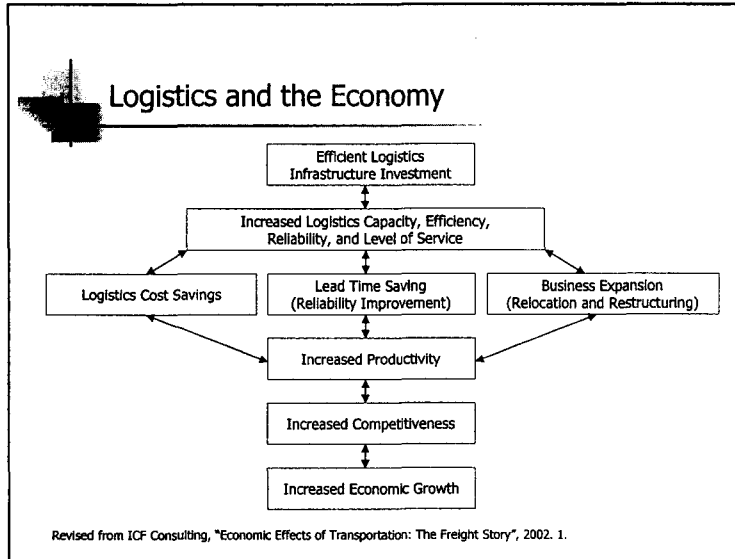 Logistics and the Economy
Efficient Logistics
Infrastructure Investment
Increased Logistics Capacity, Efficiency,
Reliability, and Level of Service
Logistics Cost Savings
Lead Time Saving
(Reliability Improvement)
Business Expansion
(Relocation and Restructuring)
Increased Productivity
Increased Competitiveness
Increased Economic Growth
Revised from ICF Consulting, "Economic Effects of Transportation: The Freight Story", 2002. 1.